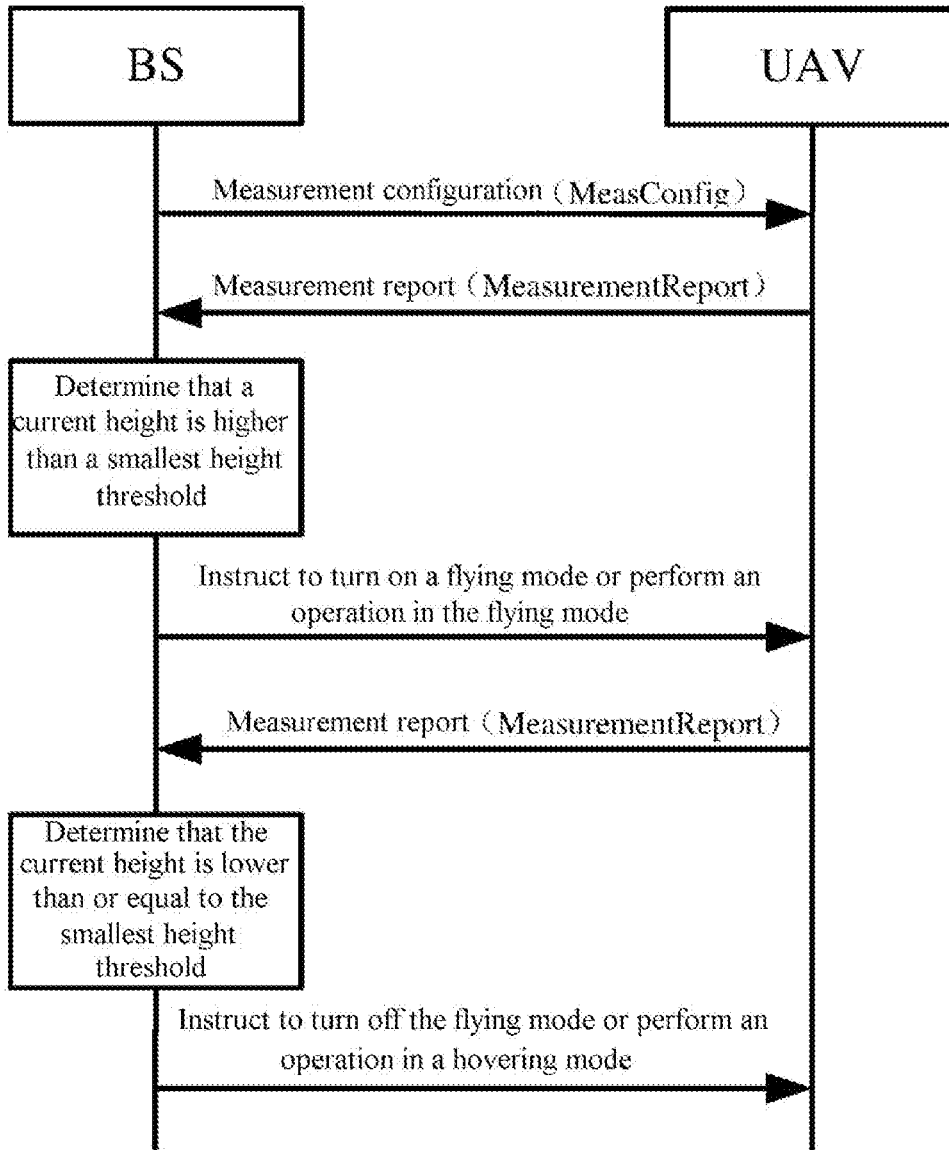 BS
UAV
Measurement configuration（MeasConfig）
Measurement report（MeasurementReport）
Determine that a
current height is higher
than a smallest height
threshold
Instruct to turn on a flying mode or perform an
operation in the flying mode
Measurement report（MeasurementReport）
Determine that the
current height is lower
than or equal to the
smallest height
threshold
Instruct to turn off the flying mode or perform an
operation in a hovering mode